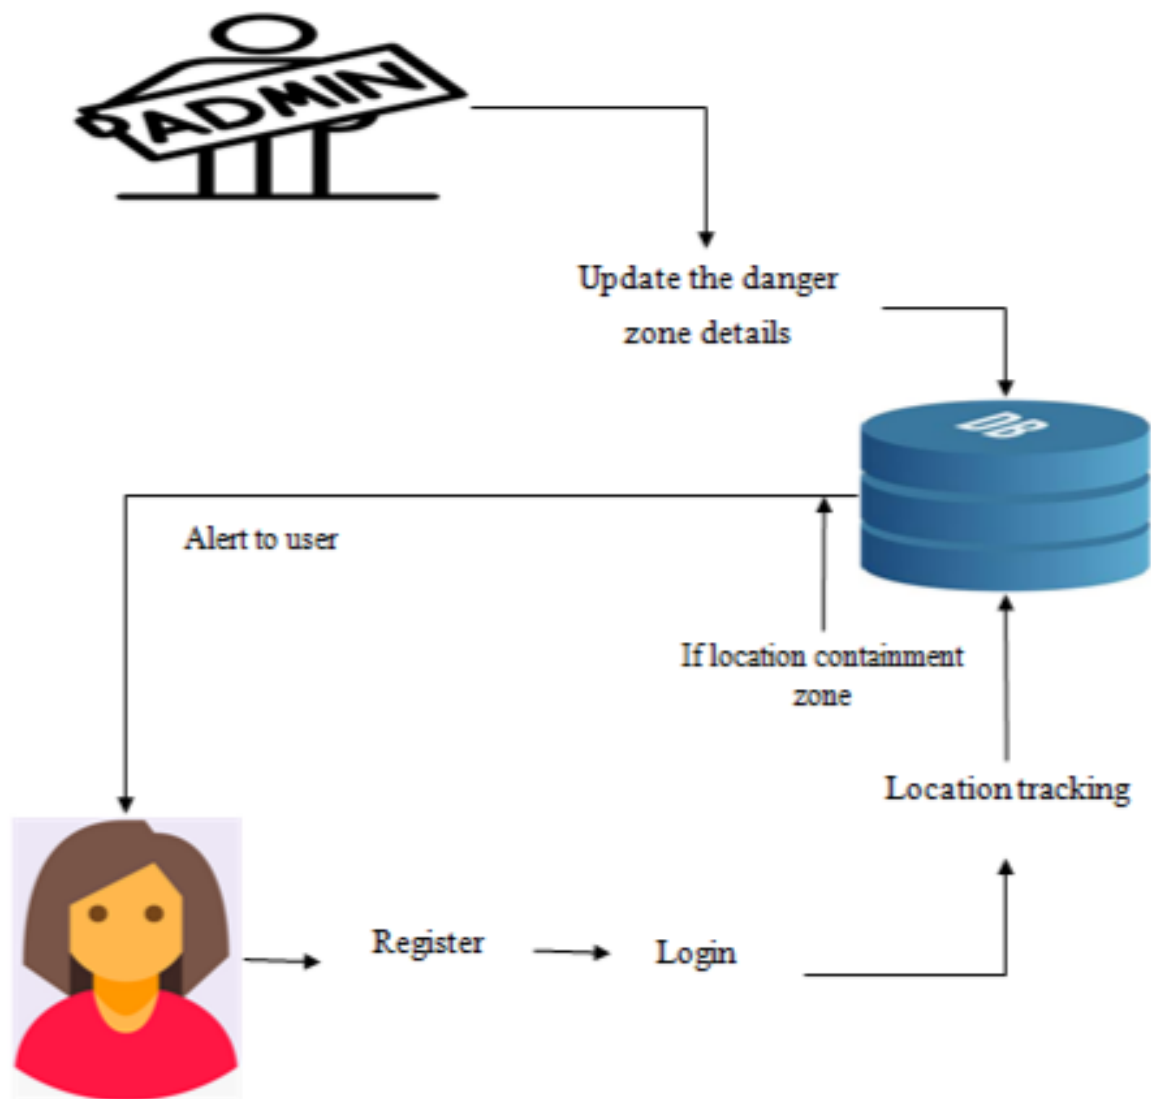 ADMIN
Update the danger
zone details
DB
Alert to user
If location containment
zone
Location tracking
Register
Login